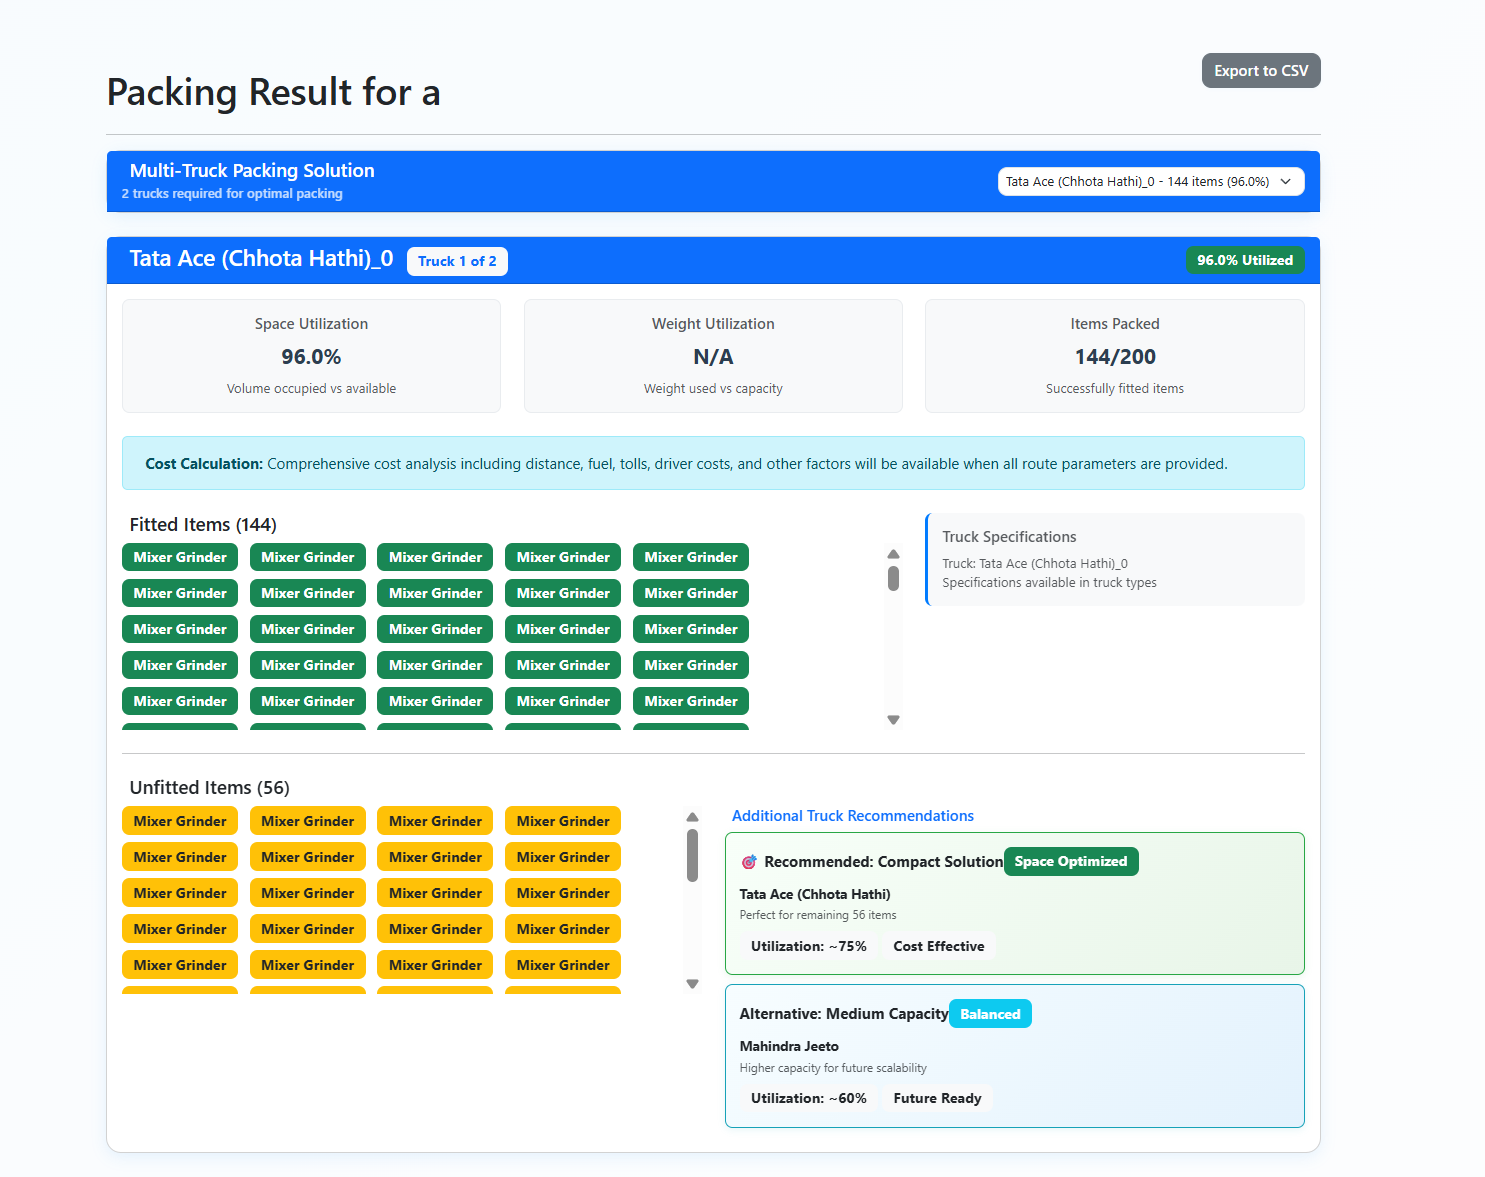 Packing Result for a
Export to CSV
Multi-Truck Packing Solution
2 trucks required for optimal packing
Tata Ace (Chhota Hathi)_0 - 144 items (96.0%)
Tata Ace (Chhota Hathi)_0
Truck 1 of 2
96.0% Utilized
Space Utilization
96.0%
Volume occupied vs available
Weight Utilization
N/A
Weight used vs capacity
Items Packed
144/200
Successfully fitted items
Cost Calculation: Comprehensive cost analysis including distance, fuel, tolls, driver costs, and other factors will be available when all route parameters are provided.
Fitted Items (144)
Mixer Grinder Mixer Grinder Mixer Grinder Mixer Grinder Mixer Grinder
Mixer Grinder Mixer Grinder Mixer Grinder Mixer Grinder Mixer Grinder
Mixer Grinder Mixer Grinder Mixer Grinder Mixer Grinder Mixer Grinder
Mixer Grinder Mixer Grinder Mixer Grinder Mixer Grinder Mixer Grinder
Mixer Grinder Mixer Grinder Mixer Grinder Mixer Grinder Mixer Grinder
Truck Specifications
Truck: Tata Ace (Chhota Hathi)_0
Specifications available in truck types
Unfitted Items (56)
Mixer Grinder Mixer Grinder Mixer Grinder Mixer Grinder
Mixer Grinder Mixer Grinder Mixer Grinder Mixer Grinder
Mixer Grinder Mixer Grinder Mixer Grinder Mixer Grinder
Mixer Grinder Mixer Grinder Mixer Grinder Mixer Grinder
Mixer Grinder Mixer Grinder Mixer Grinder Mixer Grinder
Additional Truck Recommendations
Recommended: Compact Solution Space Optimized
Tata Ace (Chhota Hathi)
Perfect for remaining 56 items
Utilization: ~75% Cost Effective
Alternative: Medium Capacity Balanced
Mahindra Jeeto
Higher capacity for future scalability
Utilization: ~60% Future Ready